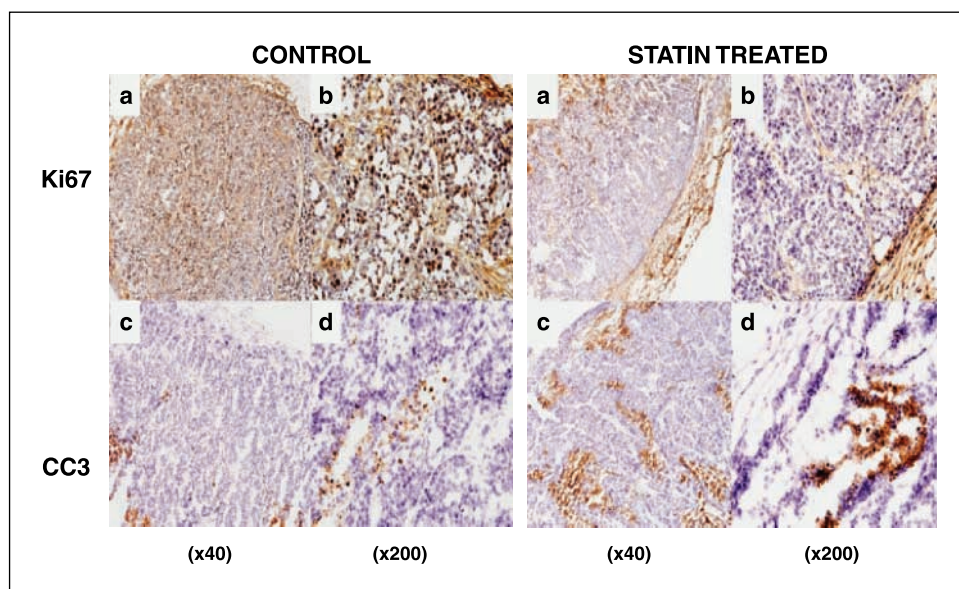 CONTROL STATIN TREATED
a b a b
Ki67
c d c d
CC3
(x40) (x200) (x40) (x200)